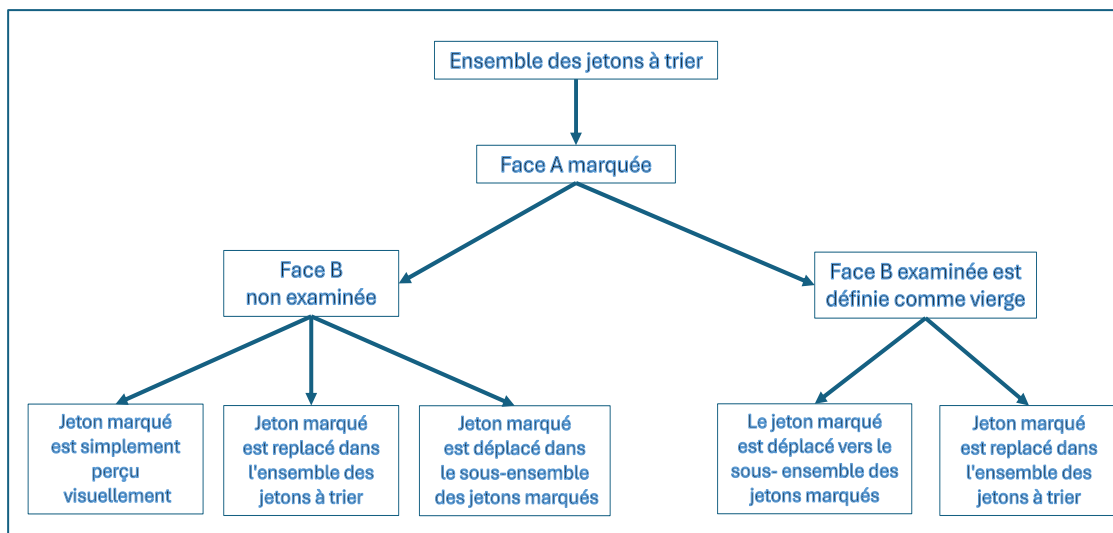 Ensemble des jetons à trier
Face A marquée
Face B
non examinée
Face B examinée est
définie comme vierge
Jeton marqué
est simplement
perçu
visuellement
Jeton marqué
est replacé dans
l'ensemble des
jetons à trier
Jeton marqué
est déplacé dans
le sous-ensemble
des jetons marqués
Le jeton marqué
est déplacé vers le
sous- ensemble des
jetons marqués
Jeton marqué
est replacé dans
l'ensemble des
jetons à trier